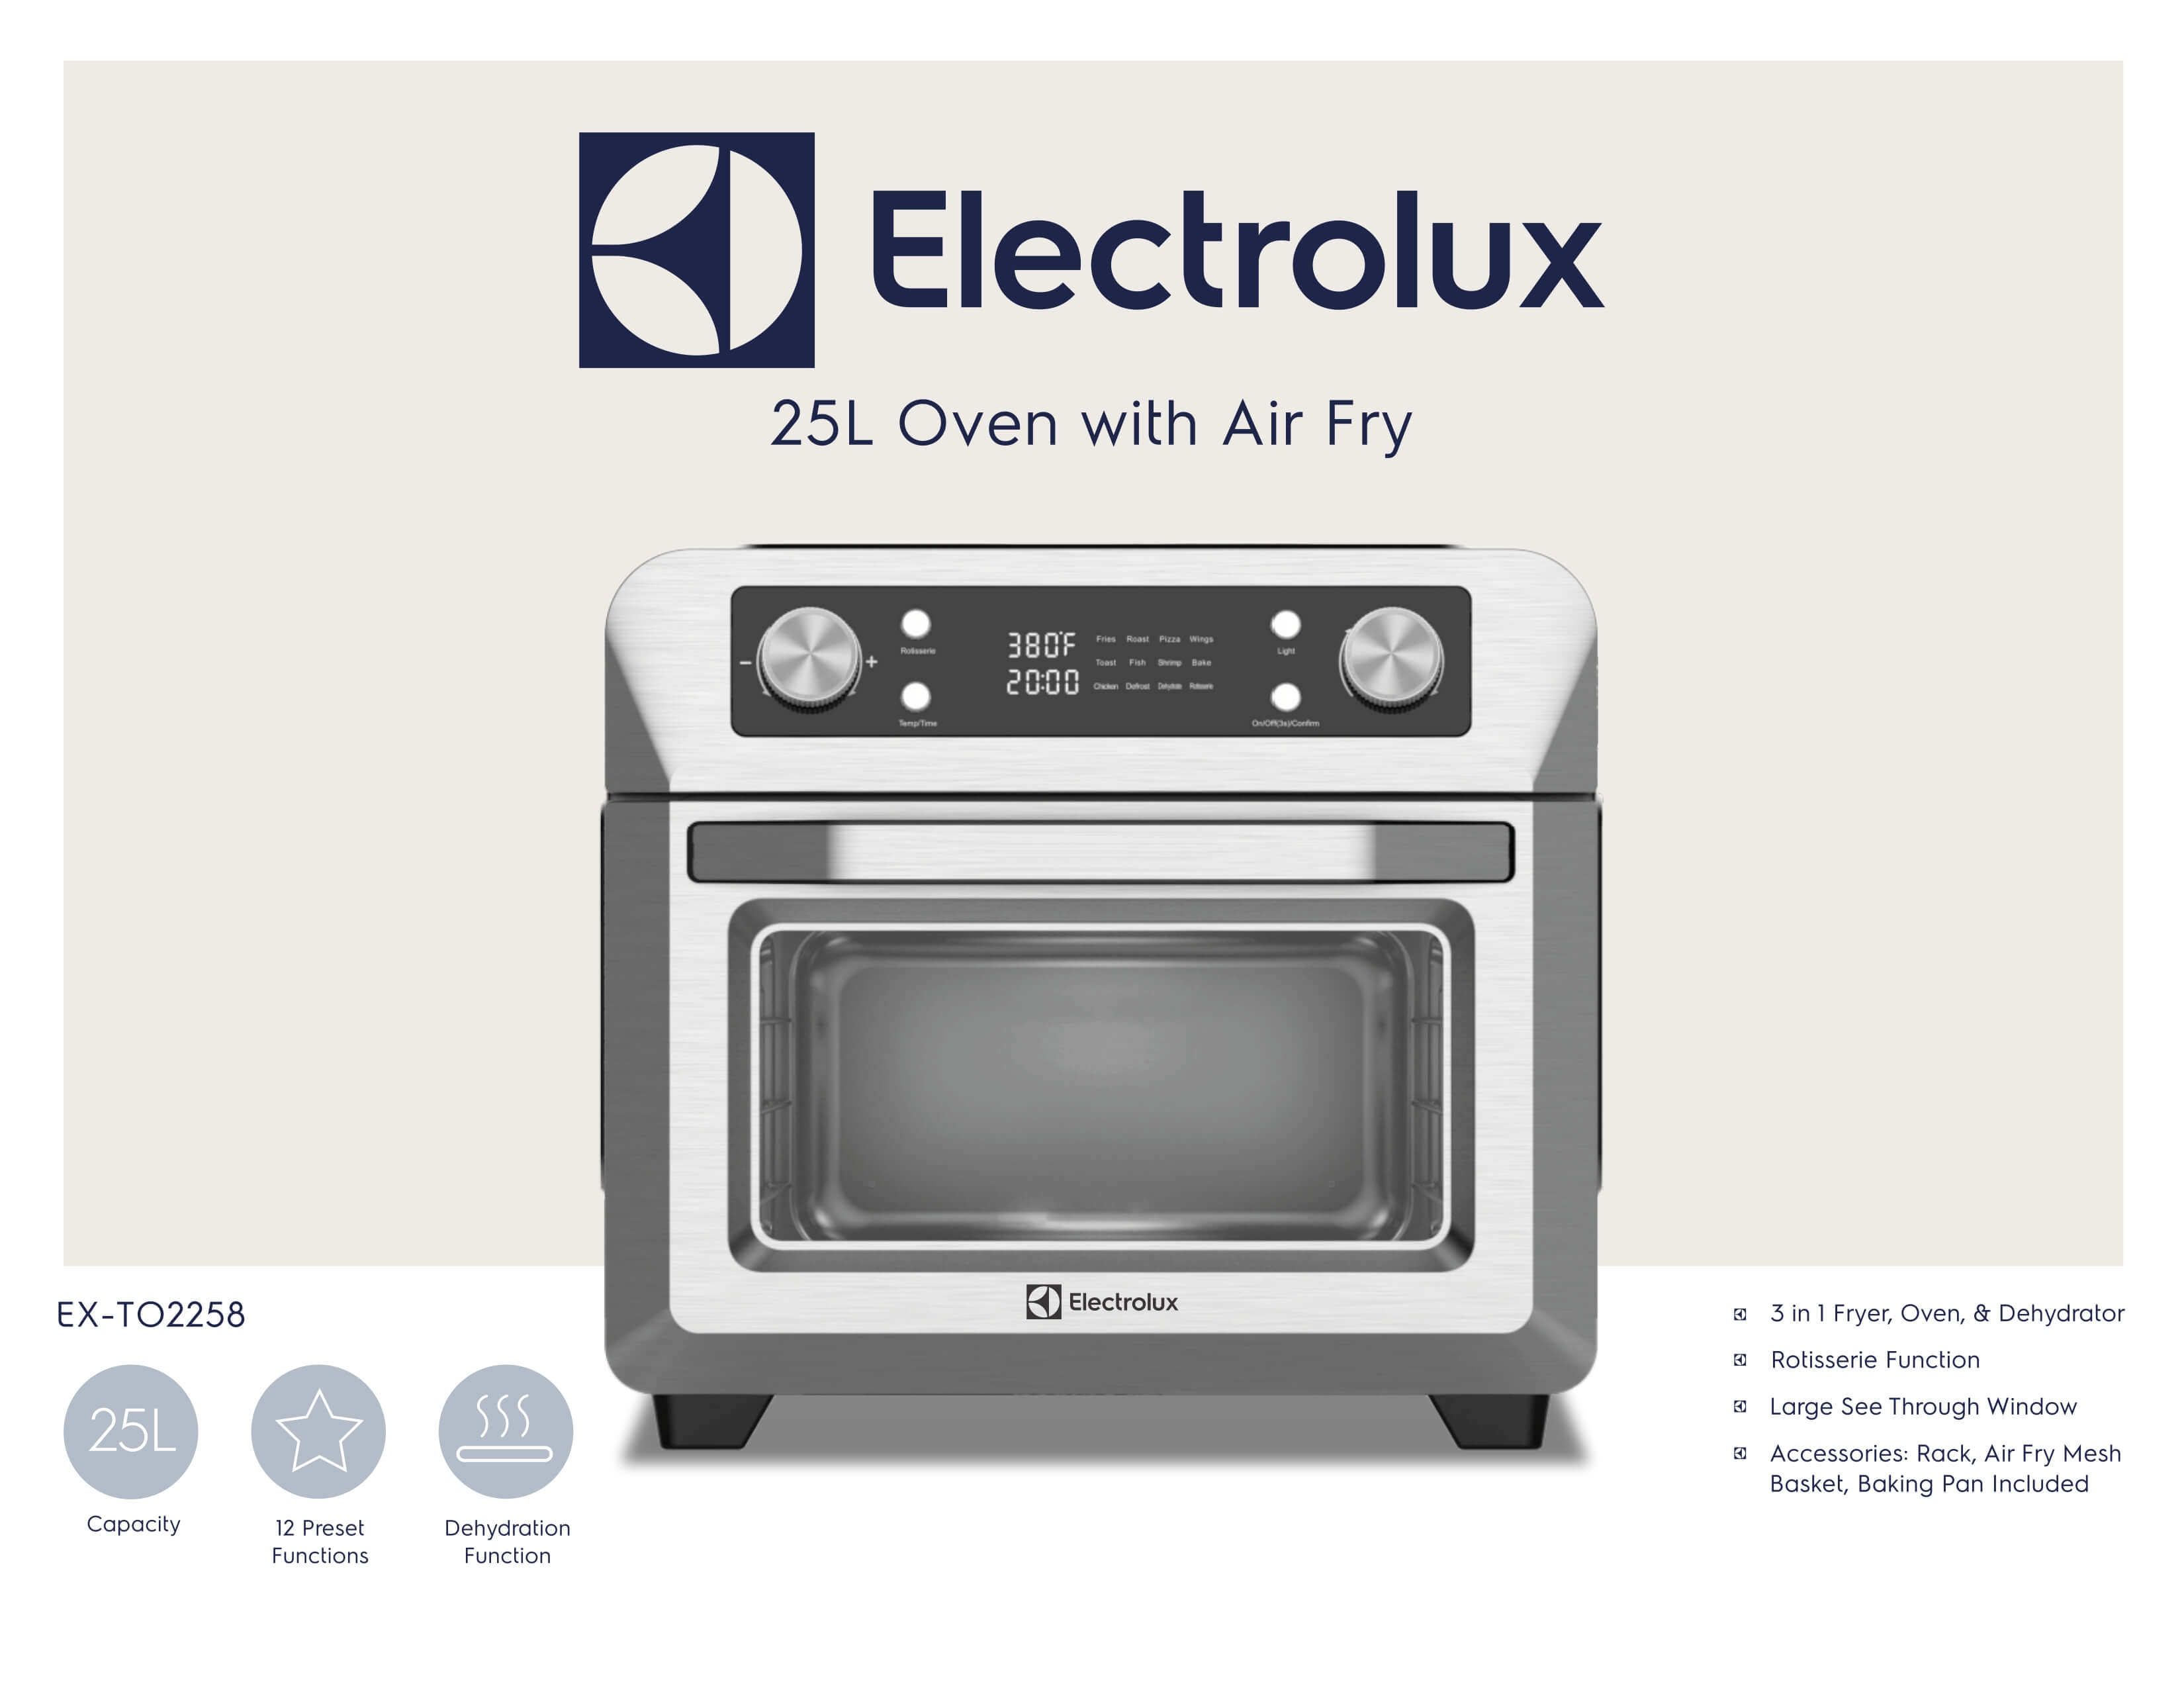 Electrolux
25L Oven with Air Fry
Rotisserie
Temp/Time
- +
380°F
20:00
Fries Roast Pizza Wings
Toast Fish Shrimp Bake
Chicken Defrost Dehydrate Rotisserie
Light
On/Off(3s)/Confirm
Electrolux
EX-TO2258
25L
Capacity
12 Preset
Functions
Dehydration
Function
3 in 1 Fryer, Oven, & Dehydrator
Rotisserie Function
Large See Through Window
Accessories: Rack, Air Fry Mesh
Basket, Baking Pan Included